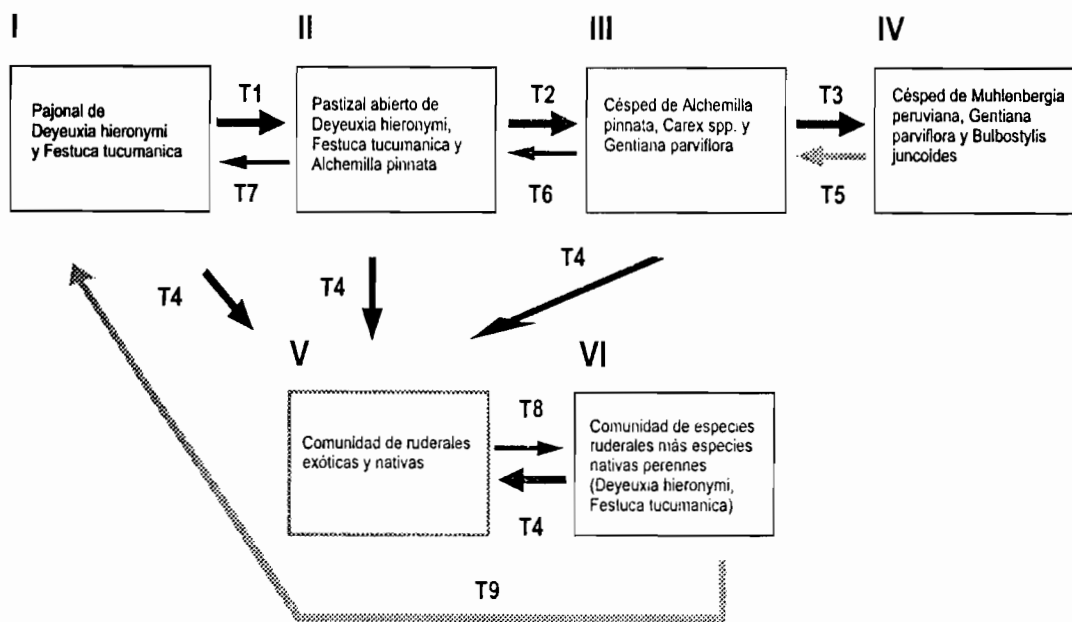 I
II
III
IV
Pajonal de
Deyeuxia hieronymi
y Festuca tucumanica
T1
T7
Pastizal abierto de
Deyeuxia hieronymi,
Festuca tucumanica y
Alchemilla pinnata
T2
T6
Césped de Alchemilla
pinnata, Carex spp. y
Gentiana parviflora
T3
T5
Césped de Muhlenbergia
peruviana, Gentiana
parviflora y Bulbostylis
juncoides
T4
T4
T4
V
VI
Comunidad de ruderales
exóticas y nativas
T8
T4
Comunidad de especies
ruderales más especies
nativas perennes
(Deyeuxia hieronymi,
Festuca tucumanica)
T9